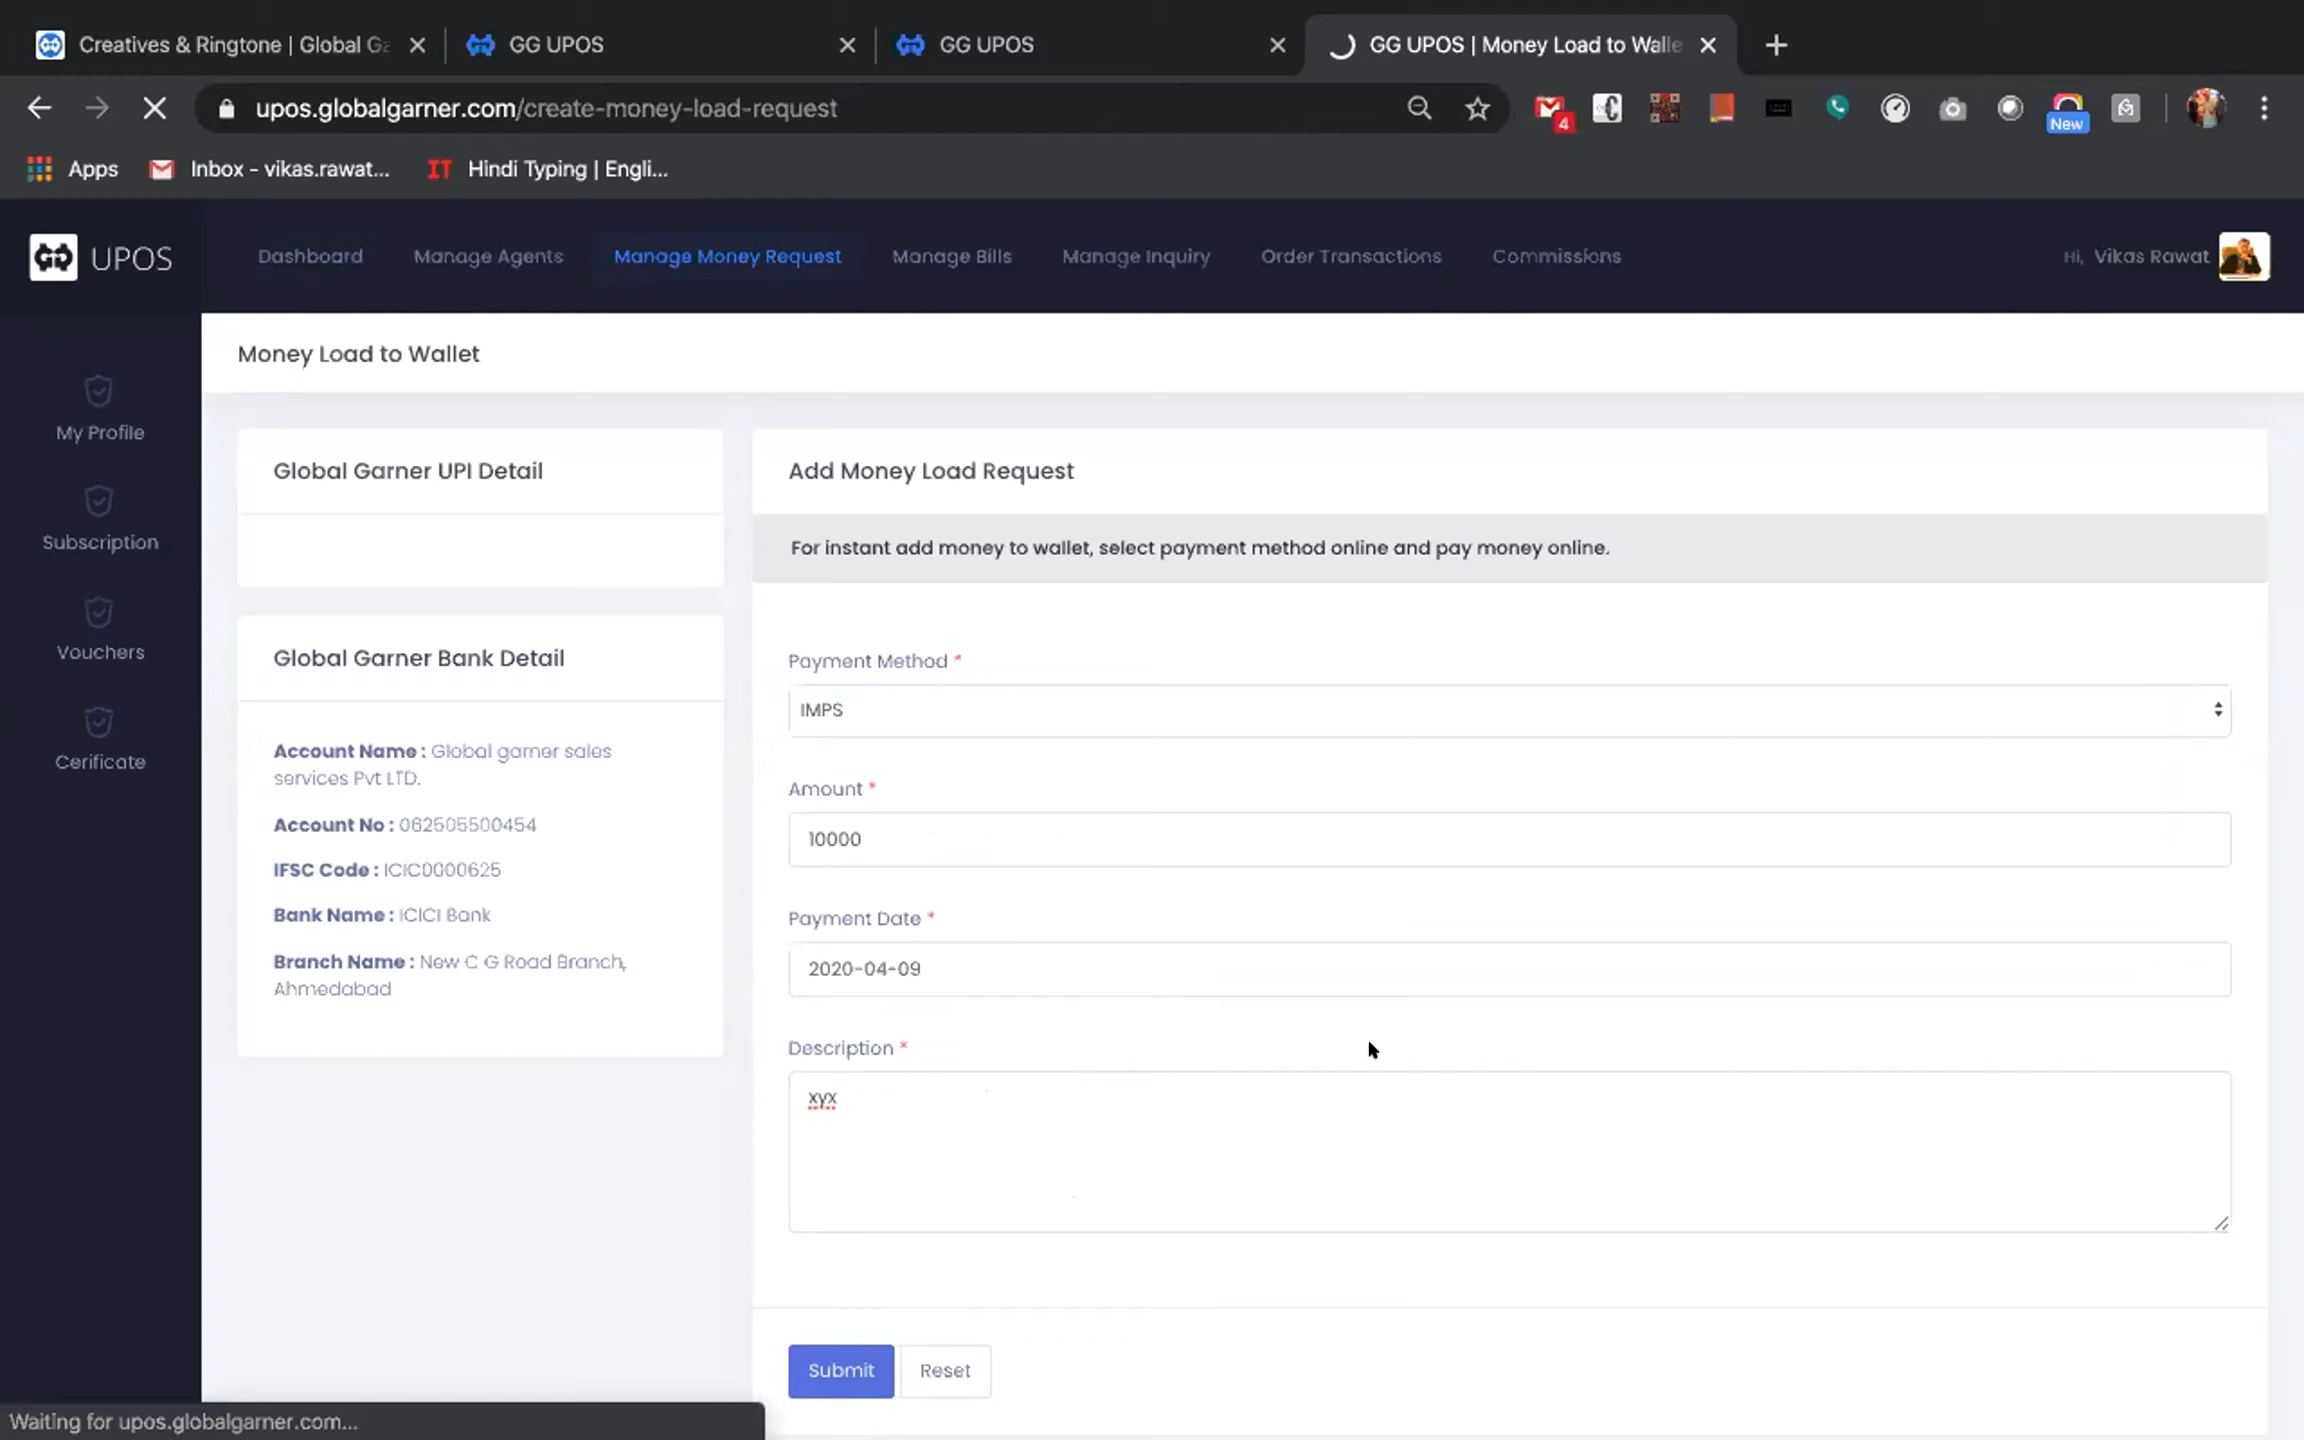 Creatives & Ringtone | Global Ga
GG UPOS
GG UPOS
GG UPOS | Money Load to Walle
upos.globalgarner.com/create-money-load-request
4
New
Apps
Inbox - vikas.rawat...
IT Hindi Typing | Engli...
UPOS
Dashboard
Manage Agents
Manage Money Request
Manage Bills
Manage Inquiry
Order Transactions
Commissions
Hi, Vikas Rawat
My Profile
Subscription
Vouchers
Cerificate
Money Load to Wallet
Global Garner UPI Detail
Global Garner Bank Detail
Account Name : Global garner sales
services Pvt LTD.
Account No : 062505500454
IFSC Code : ICIC0000625
Bank Name : ICICI Bank
Branch Name : New C G Road Branch,
Ahmedabad
Add Money Load Request
For instant add money to wallet, select payment method online and pay money online.
Payment Method *
IMPS
Amount *
10000
Payment Date *
2020-04-09
Description *
xyx
Submit
Reset
Waiting for upos.globalgarner.com...